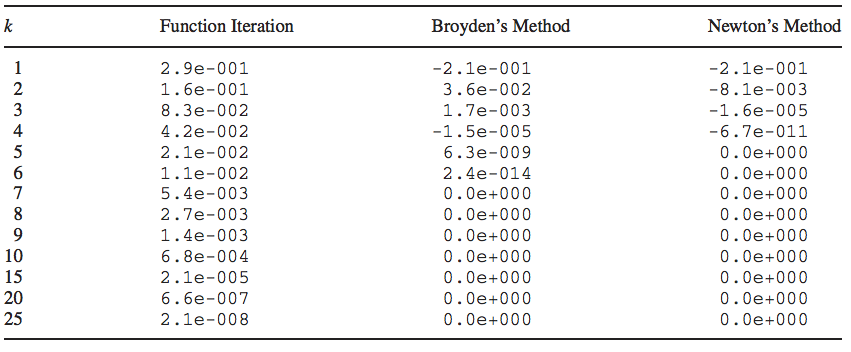 k Function Iteration Broyden's Method Newton's Method
1 2.9e-001 -2.1e-001 -2.1e-001
2 1.6e-001 3.6e-002 -8.1e-003
3 8.3e-002 1.7e-003 -1.6e-005
4 4.2e-002 -1.5e-005 -6.7e-011
5 2.1e-002 6.3e-009 0.0e+000
6 1.1e-002 2.4e-014 0.0e+000
7 5.4e-003 0.0e+000 0.0e+000
8 2.7e-003 0.0e+000 0.0e+000
9 1.4e-003 0.0e+000 0.0e+000
10 6.8e-004 0.0e+000 0.0e+000
15 2.1e-005 0.0e+000 0.0e+000
20 6.6e-007 0.0e+000 0.0e+000
25 2.1e-008 0.0e+000 0.0e+000